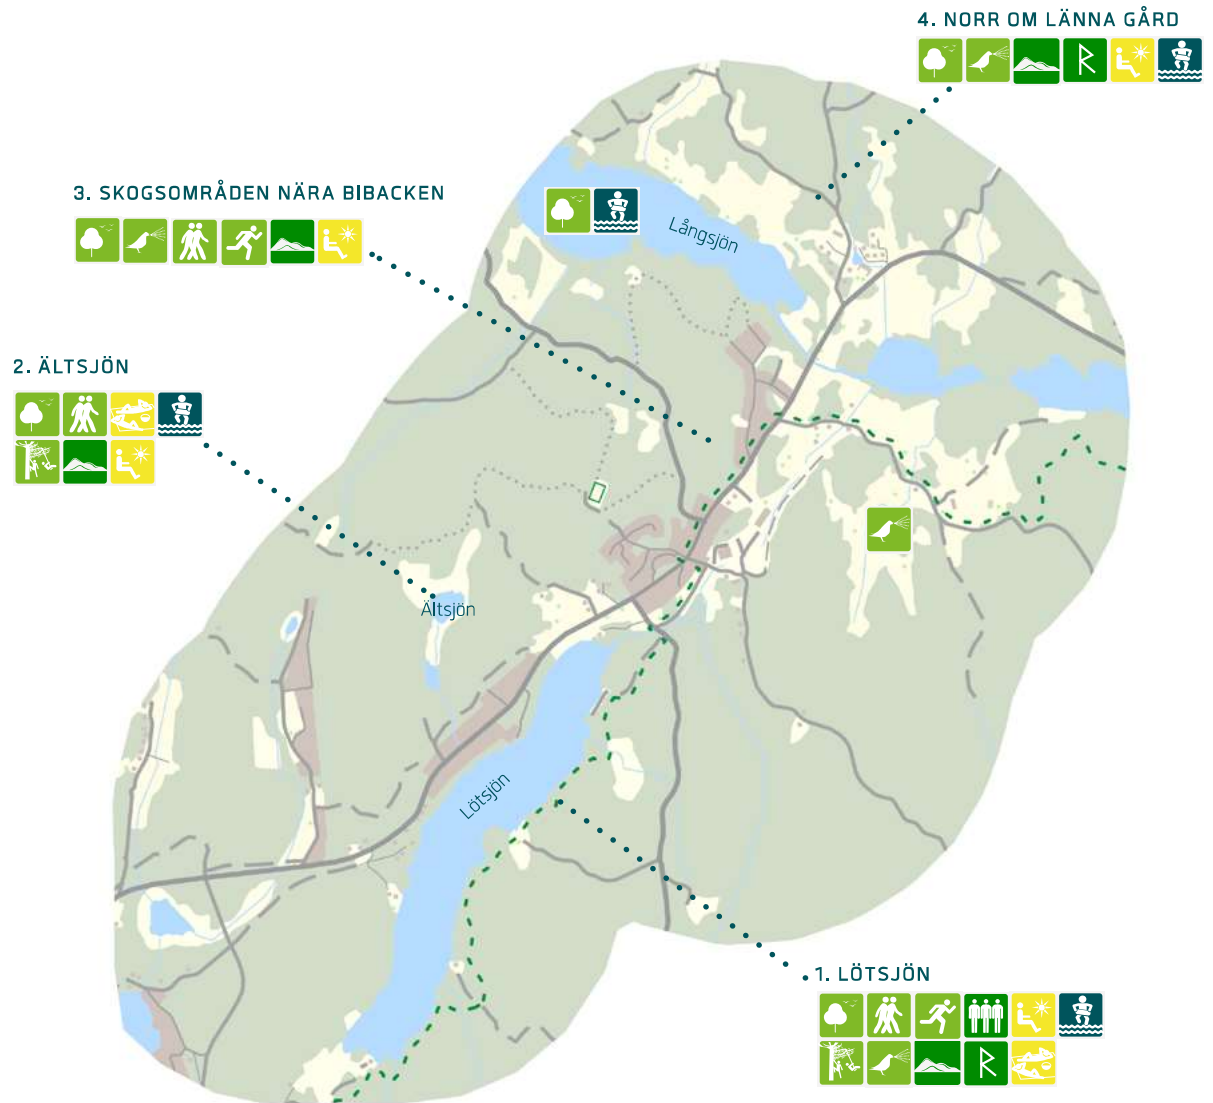 4. NORR OM LÄNNA GÅRD
3. SKOGSOMRÅDEN NÄRA BIBACKEN
Långsjön
2. ÄLTSJÖN
Ältsjön
Lötsjön
1. LÖTSJÖN